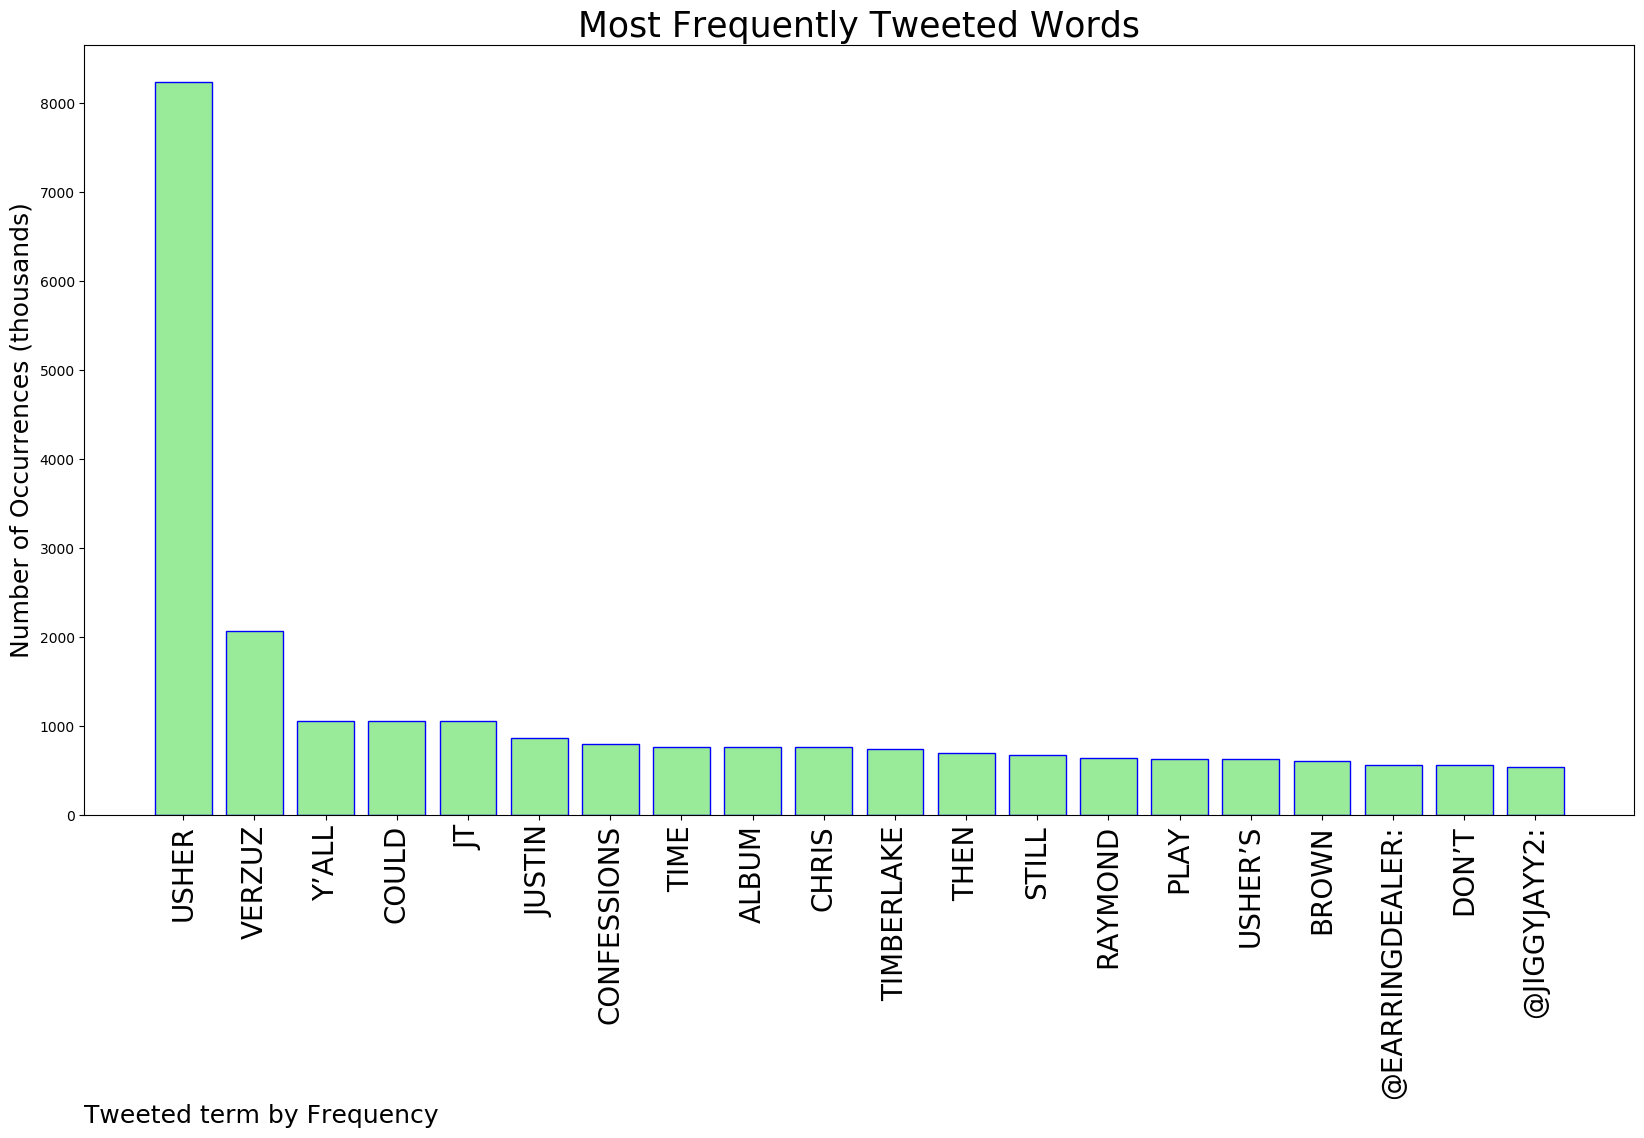 Most Frequently Tweeted Words
Number of Occurrences (thousands)
8000
7000
6000
5000
4000
3000
2000
1000
0
USHER
VERZUZ
Y’ALL
COULD
JT
JUSTIN
CONFESSIONS
TIME
ALBUM
CHRIS
TIMBERLAKE
THEN
STILL
RAYMOND
PLAY
USHER’S
BROWN
@EARRINGDEALER:
DON’T
@JIGGYJAYY2:
Tweeted term by Frequency